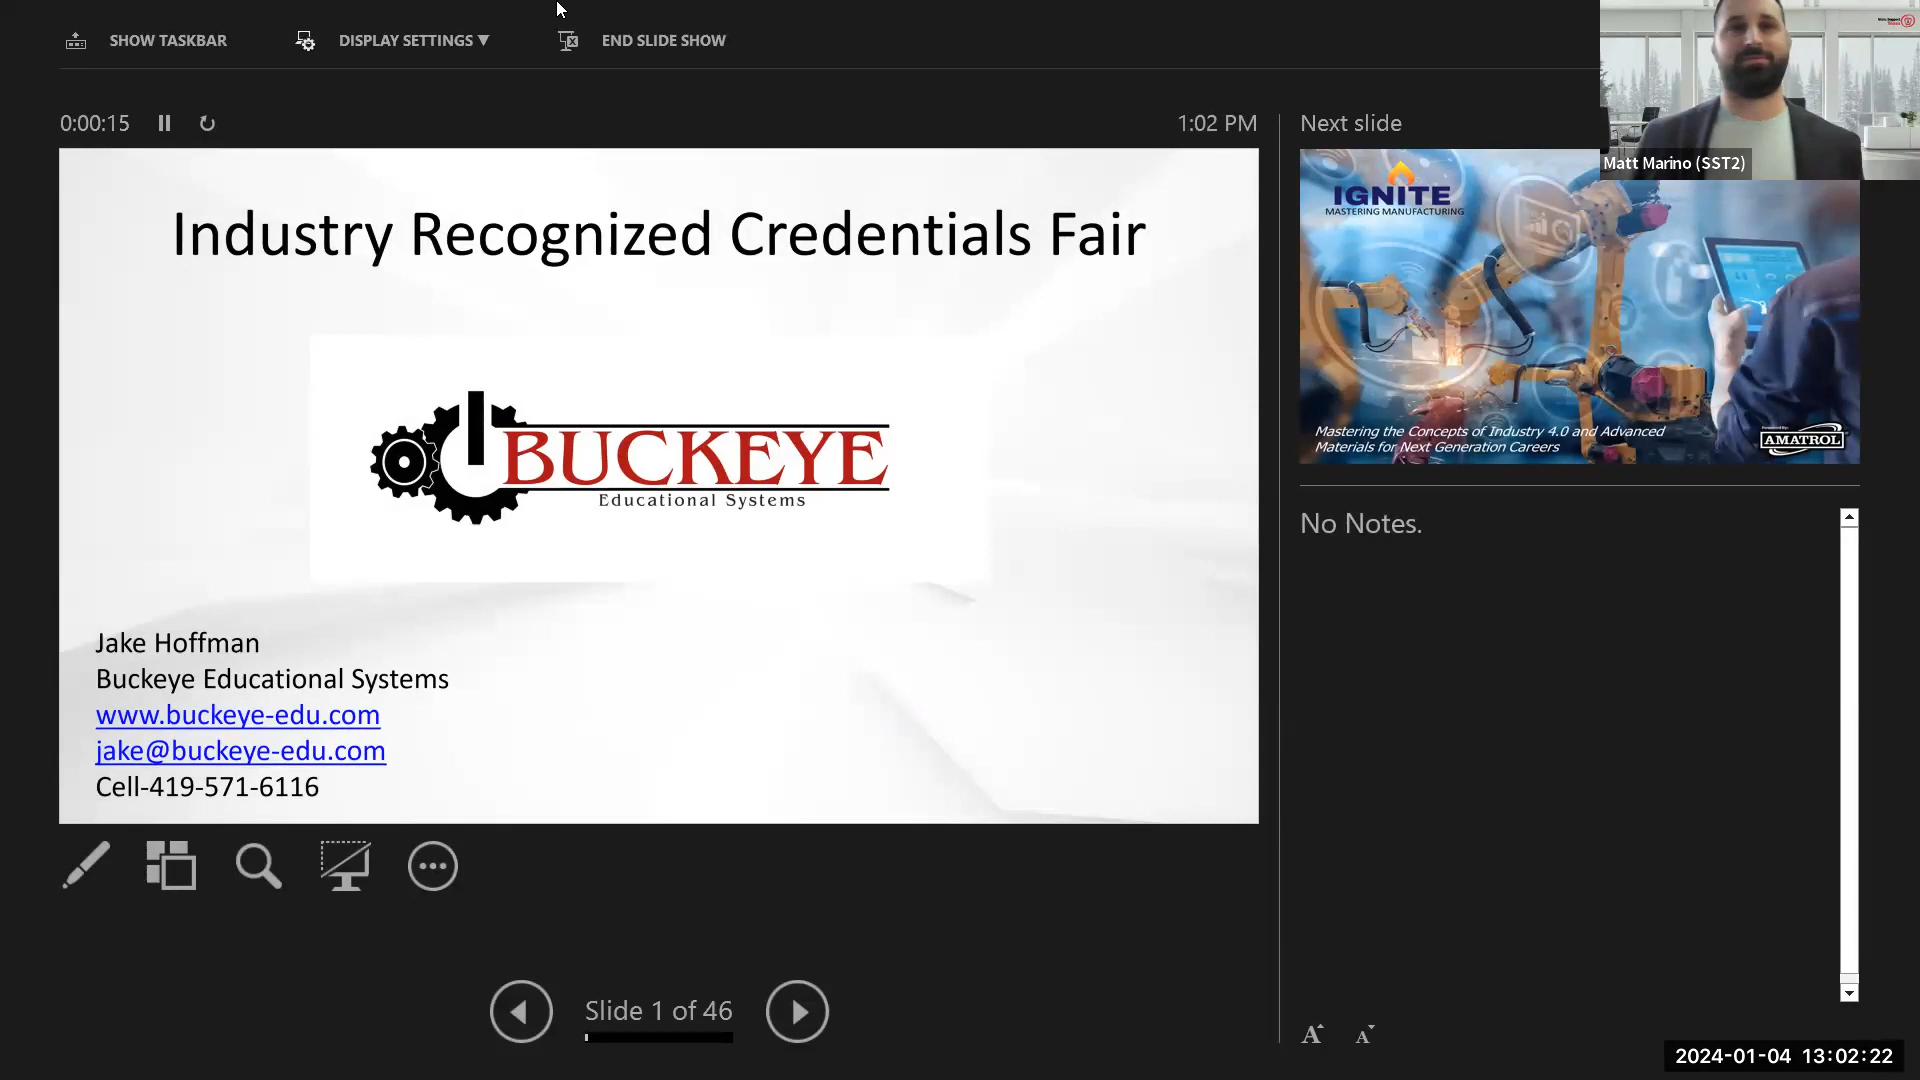 SHOW TASKBAR
DISPLAY SETTINGS ▼
END SLIDE SHOW
0:00:15
1:02 PM
Next slide
Matt Marino (SST2)
Industry Recognized Credentials Fair
BUCKEYE
Educational Systems
Jake Hoffman
Buckeye Educational Systems
www.buckeye-edu.com
jake@buckeye-edu.com
Cell-419-571-6116
IGNITE
MASTERING MANUFACTURING
Mastering the Concepts of Industry 4.0 and Advanced
Materials for Next Generation Careers
AMATROL
No Notes.
Slide 1 of 46
A A
2024-01-04 13:02:22